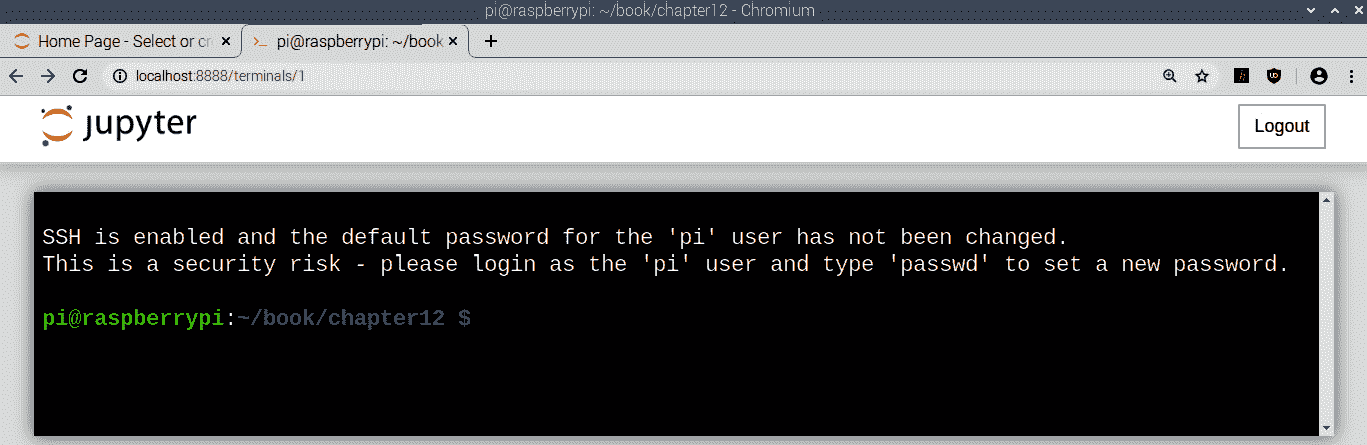 pi@raspberrypi: ~/book/chapter12 - Chromium
Home Page - Select or cr
pi@raspberrypi: ~/book
localhost:8888/terminals/1
jupyter
Logout
SSH is enabled and the default password for the 'pi' user has not been changed.
This is a security risk - please login as the 'pi' user and type 'passwd' to set a new password.
pi@raspberrypi:~/book/chapter12 $